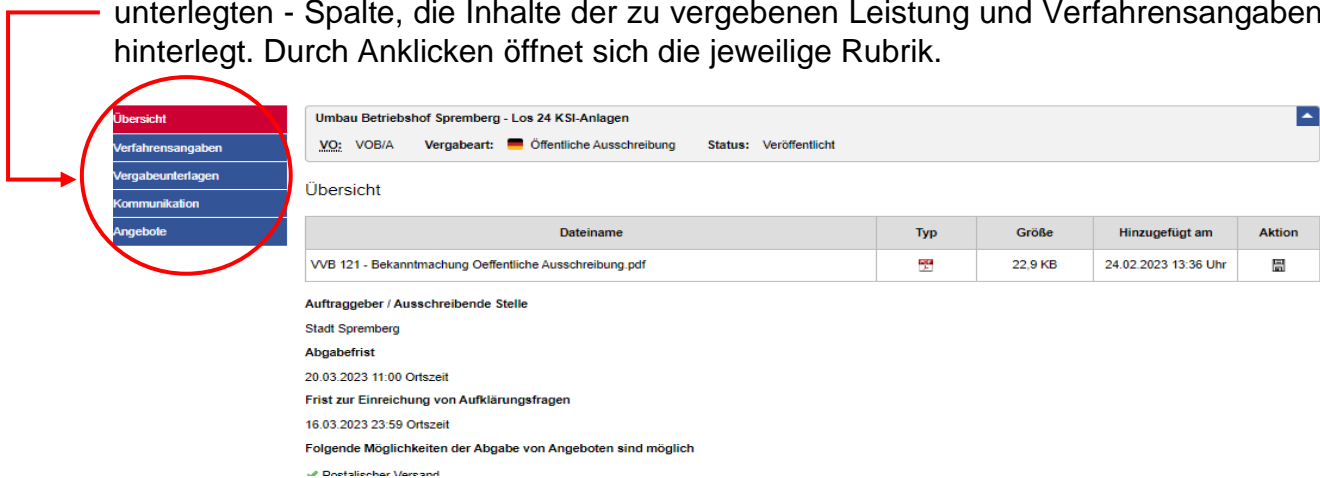 unterlegten - Spalte, die Inhalte der zu vergebenen Leistung und Verfahrensangaben
hinterlegt. Durch Anklicken öffnet sich die jeweilige Rubrik.
Übersicht
Verfahrensangaben
Vergabeunterlagen
Kommunikation
Angebote
Umbau Betriebshof Spremberg - Los 24 KSI-Anlagen
VO: VOB/A Vergabeart: Öffentliche Ausschreibung Status: Veröffentlicht
Übersicht
Dateiname Typ Größe Hinzugefügt am Aktion
VVB 121 - Bekanntmachung Oeffentliche Ausschreibung.pdf 22,9 KB 24.02.2023 13:36 Uhr
Auftraggeber / Ausschreibende Stelle
Stadt Spremberg
Abgabefrist
20.03.2023 11:00 Ortszeit
Frist zur Einreichung von Aufklärungsfragen
16.03.2023 23:59 Ortszeit
Folgende Möglichkeiten der Abgabe von Angeboten sind möglich
Postalischer Versand